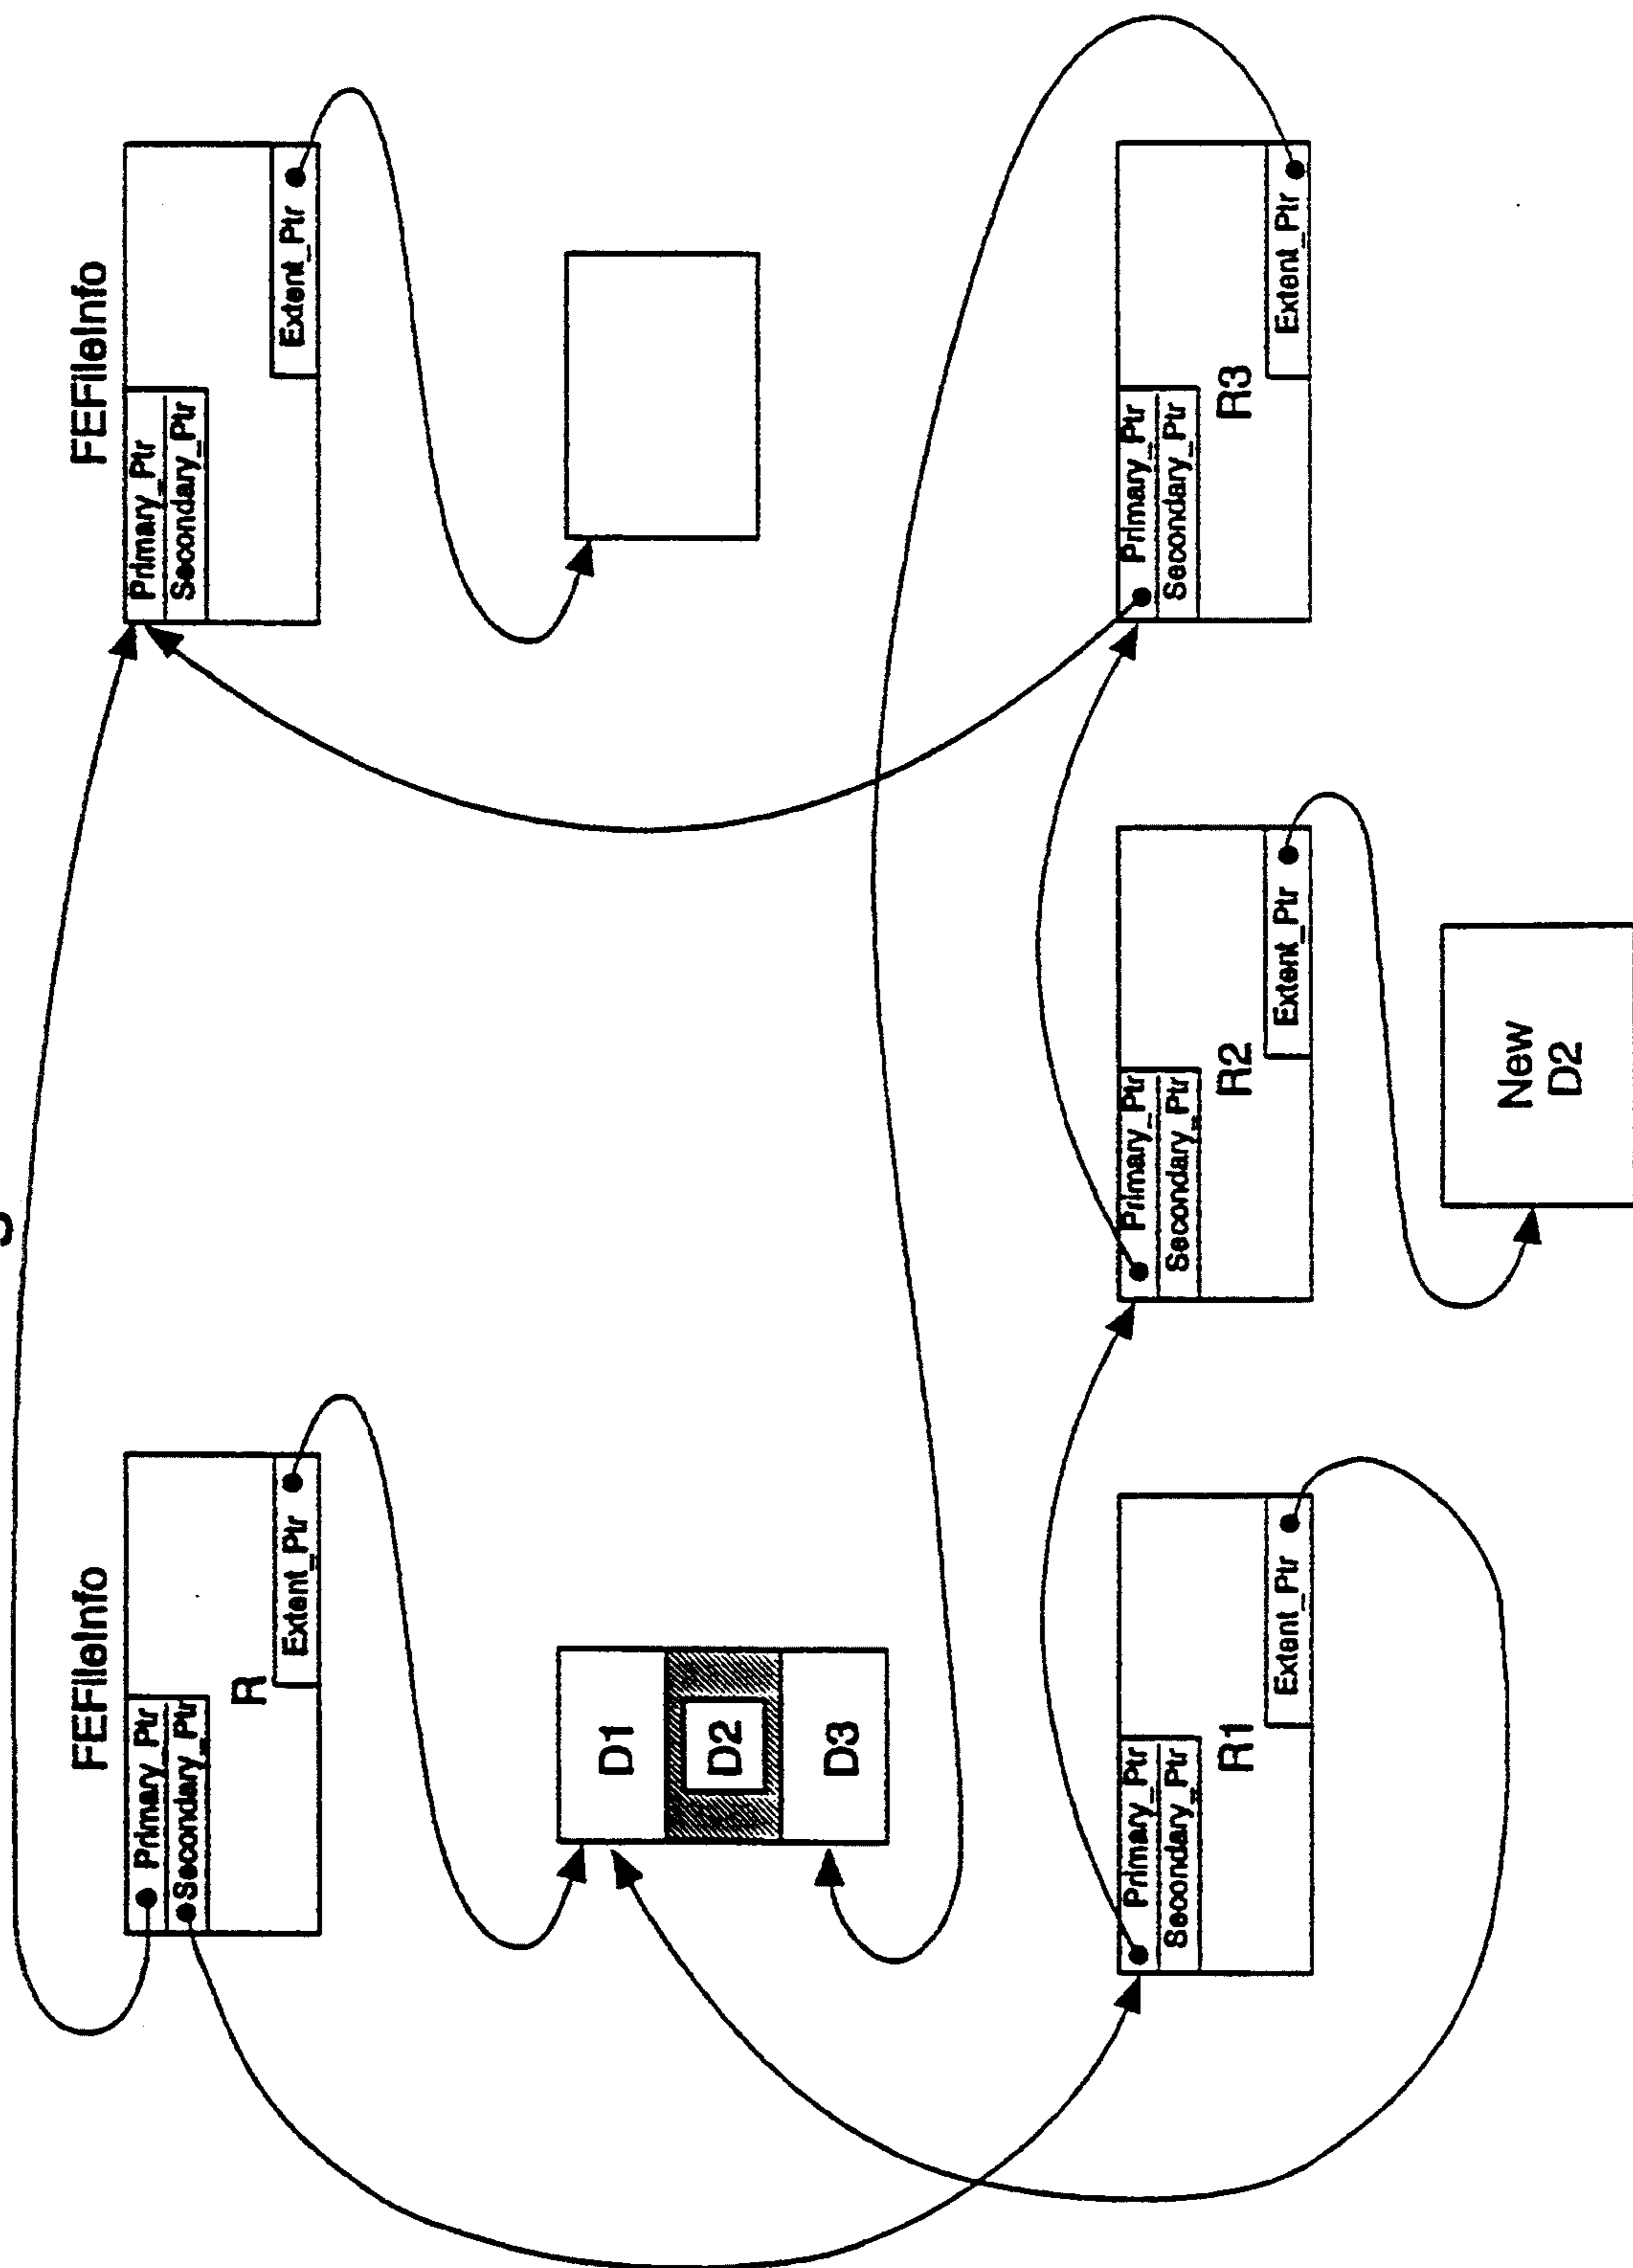 FEFileInfo
Primary_Ptr
Secondary_Ptr
R
Extent_Ptr
FEFileInfo
Primary_Ptr
Secondary_Ptr
Extent_Ptr
D1
D2
D3
Primary_Ptr
Secondary_Ptr
R1
Extent_Ptr
Primary_Ptr
Secondary_Ptr
R2
Extent_Ptr
Primary_Ptr
Secondary_Ptr
R3
Extent_Ptr
New
D2